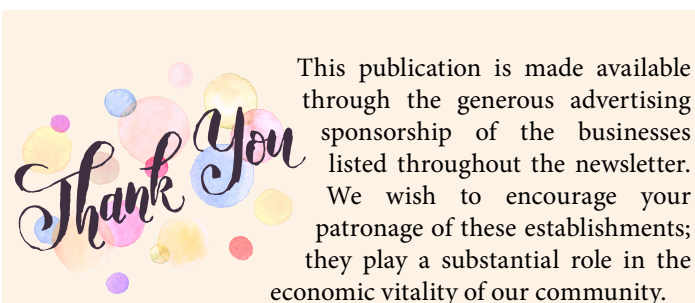 Thank You
This publication is made available
through the generous advertising
sponsorship of the businesses
listed throughout the newsletter.
We wish to encourage your
patronage of these establishments;
they play a substantial role in the
economic vitality of our community.